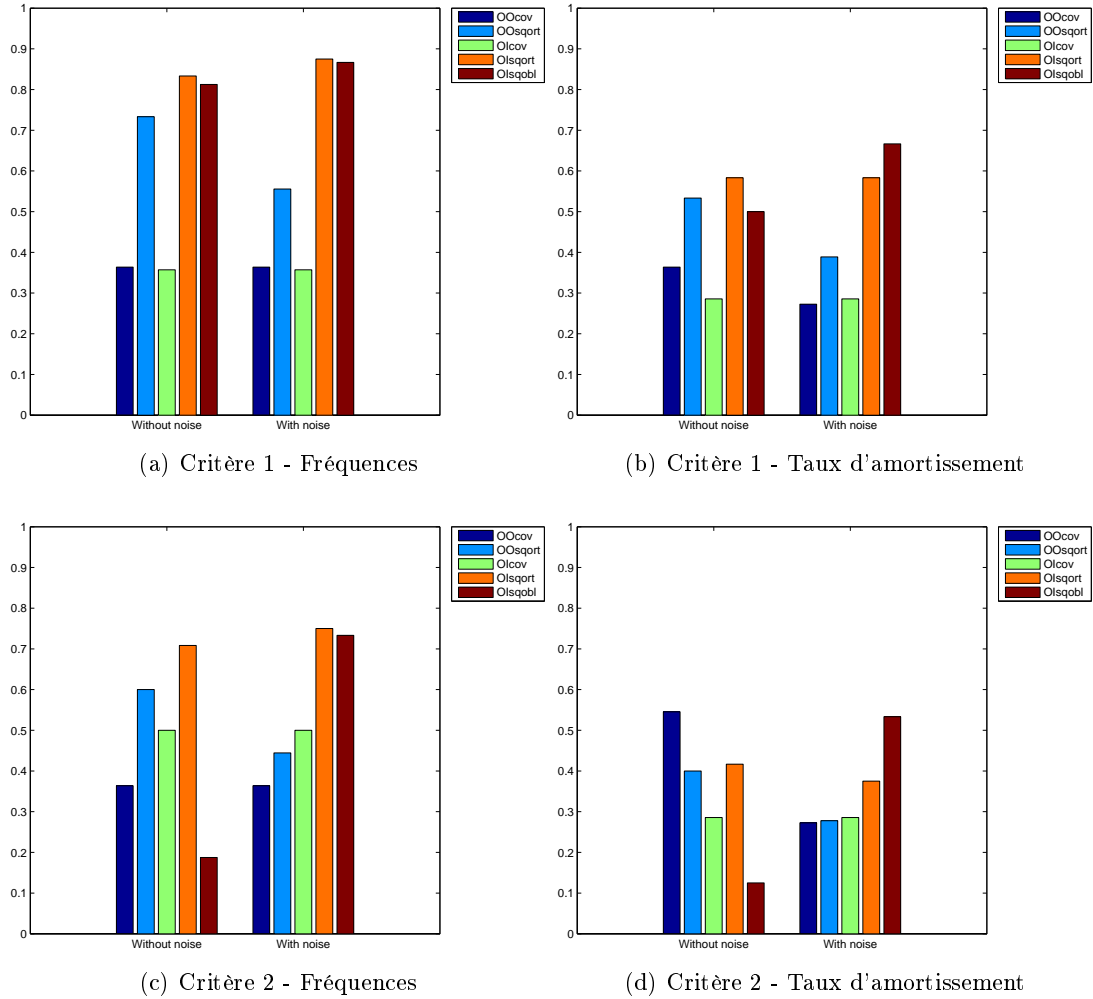 1
0.9
0.8
0.7
0.6
0.5
0.4
0.3
0.2
0.1
0
Without noise
With noise
OOcov
OOsqort
OIcov
OIsqort
OIsqobl
(a) Critère 1 - Fréquences
1
0.9
0.8
0.7
0.6
0.5
0.4
0.3
0.2
0.1
0
Without noise
With noise
OOcov
OOsqort
OIcov
OIsqort
OIsqobl
(b) Critère 1 - Taux d'amortissement
1
0.9
0.8
0.7
0.6
0.5
0.4
0.3
0.2
0.1
0
Without noise
With noise
OOcov
OOsqort
OIcov
OIsqort
OIsqobl
(c) Critère 2 - Fréquences
1
0.9
0.8
0.7
0.6
0.5
0.4
0.3
0.2
0.1
0
Without noise
With noise
OOcov
OOsqort
OIcov
OIsqort
OIsqobl
(d) Critère 2 - Taux d'amortissement